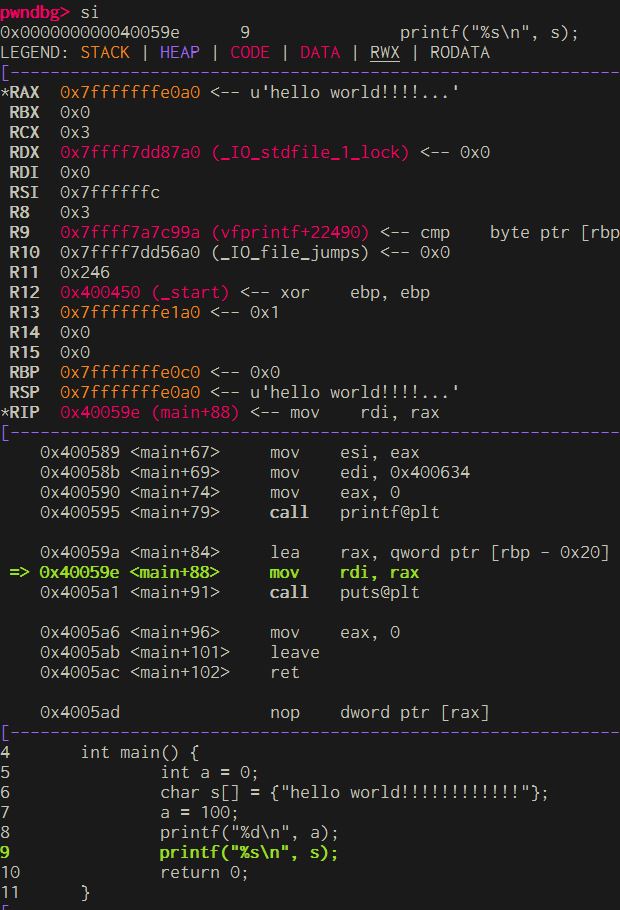 pwndbg> si
0x000000000040059e      9               printf("%s\n", s);
LEGEND: STACK | HEAP | CODE | DATA | RWX | RODATA
[-------------------------------------------------------------
*RAX  0x7fffffffe0a0 <-- u'hello world!!!!...'
 RBX  0x0
 RCX  0x3
 RDX  0x7ffff7dd87a0 (_IO_stdfile_1_lock) <-- 0x0
 RDI  0x0
 RSI  0x7ffffffc
 R8   0x3
 R9   0x7ffff7a7c99a (vfprintf+22490) <-- cmp    byte ptr [rbp
 R10  0x7ffff7dd56a0 (_IO_file_jumps) <-- 0x0
 R11  0x246
 R12  0x400450 (_start) <-- xor    ebp, ebp
 R13  0x7fffffffe1a0 <-- 0x1
 R14  0x0
 R15  0x0
 RBP  0x7fffffffe0c0 <-- 0x0
 RSP  0x7fffffffe0a0 <-- u'hello world!!!!...'
*RIP  0x40059e (main+88) <-- mov    rdi, rax
[-------------------------------------------------------------
    0x400589 <main+67>     mov    esi, eax
    0x40058b <main+69>     mov    edi, 0x400634
    0x400590 <main+74>     mov    eax, 0
    0x400595 <main+79>     call   printf@plt
    0x40059a <main+84>     lea    rax, qword ptr [rbp - 0x20]
 => 0x40059e <main+88>     mov    rdi, rax
    0x4005a1 <main+91>     call   puts@plt
    0x4005a6 <main+96>     mov    eax, 0
    0x4005ab <main+101>    leave
    0x4005ac <main+102>    ret
    0x4005ad               nop    dword ptr [rax]
[-------------------------------------------------------------
4       int main() {
5               int a = 0;
6               char s[] = {"hello world!!!!!!!!!!!!"};
7               a = 100;
8               printf("%d\n", a);
9               printf("%s\n", s);
10              return 0;
11      }